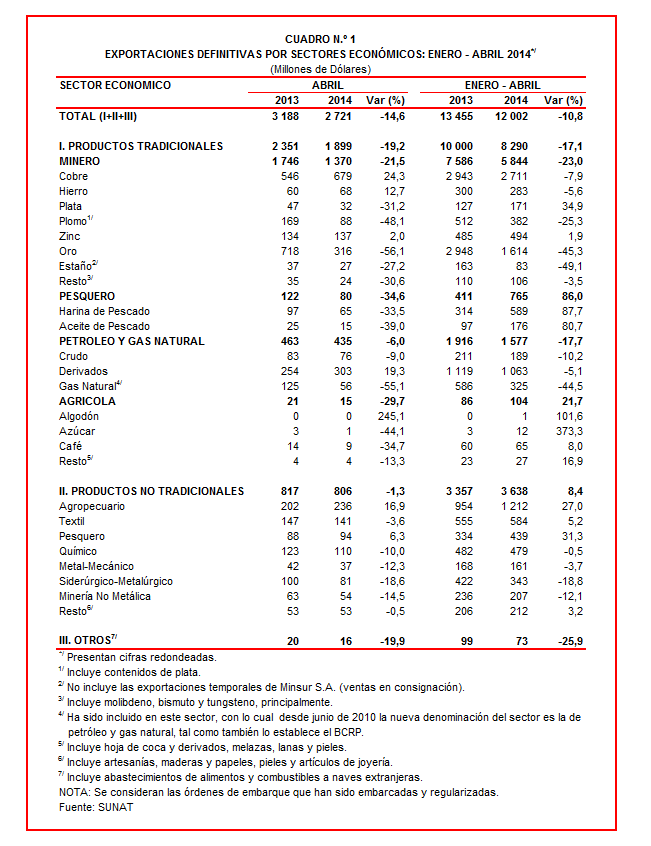 CUADRO N.º 1
EXPORTACIONES DEFINITIVAS POR SECTORES ECONÓMICOS: ENERO - ABRIL 2014*/
(Millones de Dólares)
SECTOR ECONOMICO ABRIL ENERO - ABRIL
2013 2014 Var (%) 2013 2014 Var (%)
TOTAL (I+II+III) 3 188 2 721 -14,6 13 455 12 002 -10,8
I. PRODUCTOS TRADICIONALES 2 351 1 899 -19,2 10 000 8 290 -17,1
MINERO 1 746 1 370 -21,5 7 586 5 844 -23,0
Cobre 546 679 24,3 2 943 2 711 -7,9
Hierro 60 68 12,7 300 283 -5,6
Plata 47 32 -31,2 127 171 34,9
Plomo1/ 169 88 -48,1 512 382 -25,3
Zinc 134 137 2,0 485 494 1,9
Oro 718 316 -56,1 2 948 1 614 -45,3
Estaño2/ 37 27 -27,2 163 83 -49,1
Resto3/ 35 24 -30,6 110 106 -3,5
PESQUERO 122 80 -34,6 411 765 86,0
Harina de Pescado 97 65 -33,5 314 589 87,7
Aceite de Pescado 25 15 -39,0 97 176 80,7
PETROLEO Y GAS NATURAL 463 435 -6,0 1 916 1 577 -17,7
Crudo 83 76 -9,0 211 189 -10,2
Derivados 254 303 19,3 1 119 1 063 -5,1
Gas Natural4/ 125 56 -55,1 586 325 -44,5
AGRICOLA 21 15 -29,7 86 104 21,7
Algodón 0 0 245,1 0 1 101,6
Azúcar 3 1 -44,1 3 12 373,3
Café 14 9 -34,7 60 65 8,0
Resto5/ 4 4 -13,3 23 27 16,9
II. PRODUCTOS NO TRADICIONALES 817 806 -1,3 3 357 3 638 8,4
Agropecuario 202 236 16,9 954 1 212 27,0
Textil 147 141 -3,6 555 584 5,2
Pesquero 88 94 6,3 334 439 31,3
Químico 123 110 -10,0 482 479 -0,5
Metal-Mecánico 42 37 -12,3 168 161 -3,7
Siderúrgico-Metalúrgico 100 81 -18,6 422 343 -18,8
Minería No Metálica 63 54 -14,5 236 207 -12,1
Resto6/ 53 53 -0,5 206 212 3,2
III. OTROS7/ 20 16 -19,9 99 73 -25,9
*/ Presentan cifras redondeadas.
1/ Incluye contenidos de plata.
2/ No incluye las exportaciones temporales de Minsur S.A. (ventas en consignación).
3/ Incluye molibdeno, bismuto y tungsteno, principalmente.
4/ Ha sido incluido en este sector, con lo cual desde junio de 2010 la nueva denominación del sector es la de
petróleo y gas natural, tal como también lo establece el BCRP.
5/ Incluye hoja de coca y derivados, melazas, lanas y pieles.
6/ Incluye artesanías, maderas y papeles, pieles y artículos de joyería.
7/ Incluye abastecimientos de alimentos y combustibles a naves extranjeras.
NOTA: Se consideran las órdenes de embarque que han sido embarcadas y regularizadas.
Fuente: SUNAT